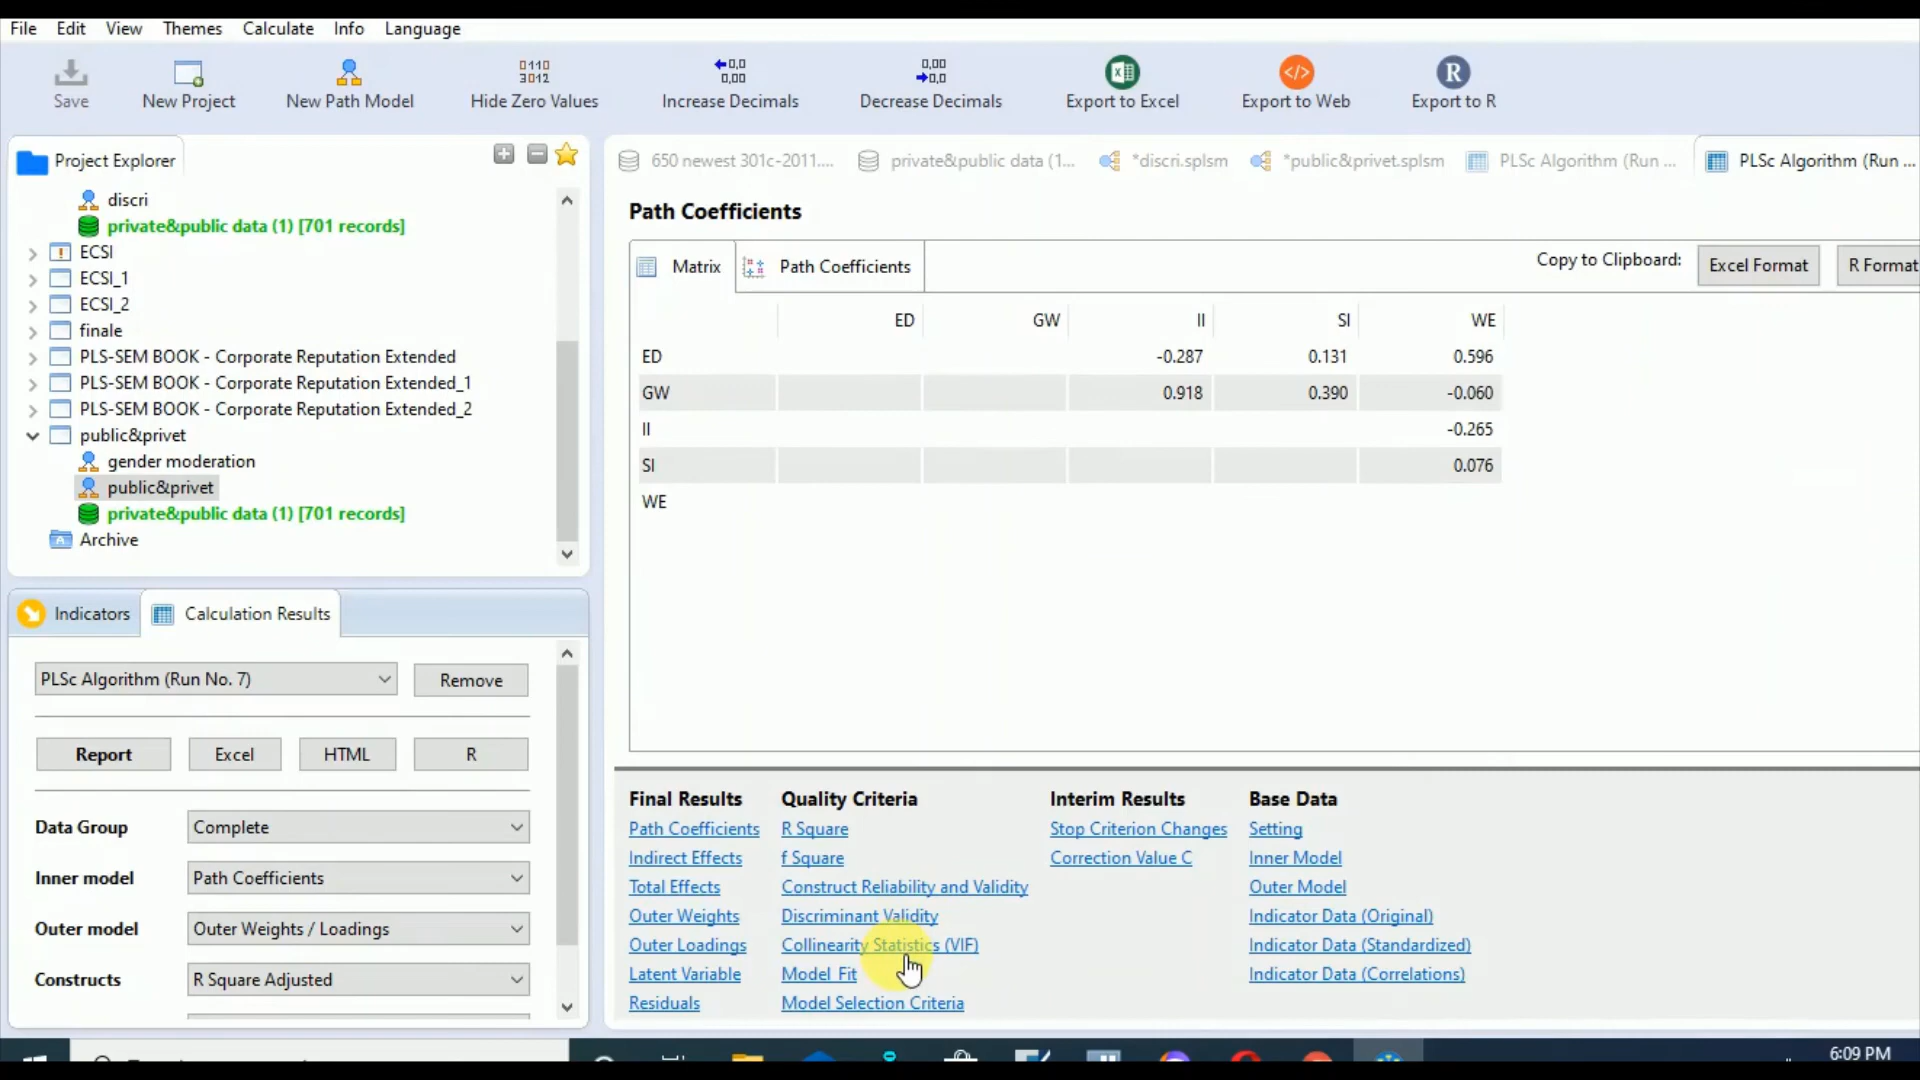 File Edit View Themes Calculate Info Language
0110 3012 0,0 0,00 0,00 0,0 R
Save New Project New Path Model Hide Zero Values Increase Decimals Decrease Decimals Export to Excel Export to Web Export to R
Project Explorer
discri
private&public data (1) [701 records]
ECSI
ECSI_1
ECSI_2
finale
PLS-SEM BOOK - Corporate Reputation Extended
PLS-SEM BOOK - Corporate Reputation Extended_1
PLS-SEM BOOK - Corporate Reputation Extended_2
public&privet
gender moderation
public&privet
private&public data (1) [701 records]
Archive
Indicators Calculation Results
PLSc Algorithm (Run No. 7) Remove
Report Excel HTML R
Data Group Complete
Inner model Path Coefficients
Outer model Outer Weights / Loadings
Constructs R Square Adjusted
650 newest 301c-2011.... private&public data (1... *discri.splsm *public&privet.splsm PLSc Algorithm (Run ... PLSc Algorithm (Run ...
Path Coefficients
Matrix Path Coefficients Copy to Clipboard: Excel Format R Format
ED GW II SI WE
ED -0.287 0.131 0.596
GW 0.918 0.390 -0.060
II -0.265
SI 0.076
WE
Final Results Quality Criteria Interim Results Base Data
Path Coefficients R Square Stop Criterion Changes Setting
Indirect Effects f Square Correction Value C Inner Model
Total Effects Construct Reliability and Validity Outer Model
Outer Weights Discriminant Validity Indicator Data (Original)
Outer Loadings Collinearity Statistics (VIF) Indicator Data (Standardized)
Latent Variable Model_Fit Indicator Data (Correlations)
Residuals Model Selection Criteria
6:09 PM